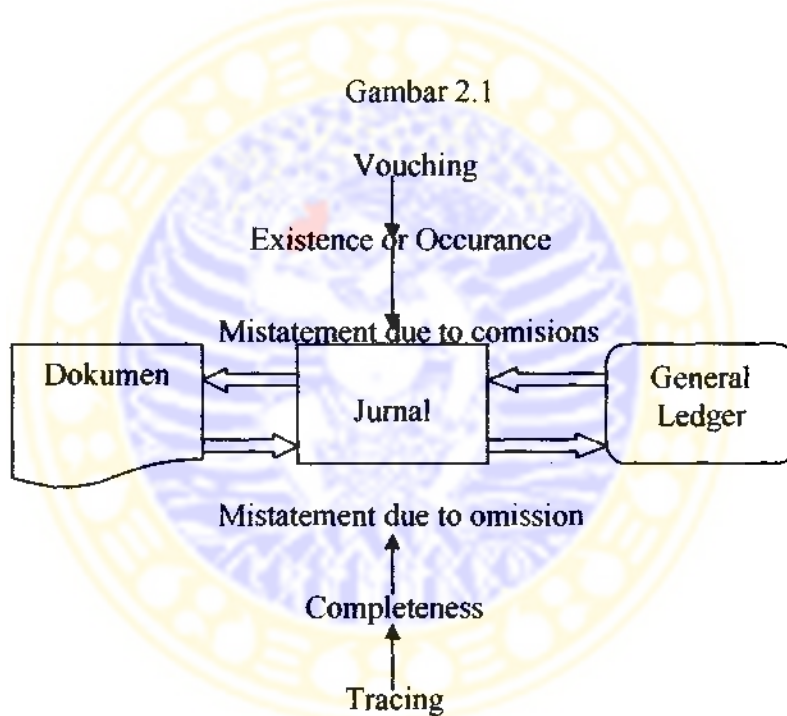 Gambar 2.1
Vouching
Existence or Occurance
Mistatement due to comisions
Dokumen
Jurnal
General
Ledger
Mistatement due to omission
Completeness
Tracing